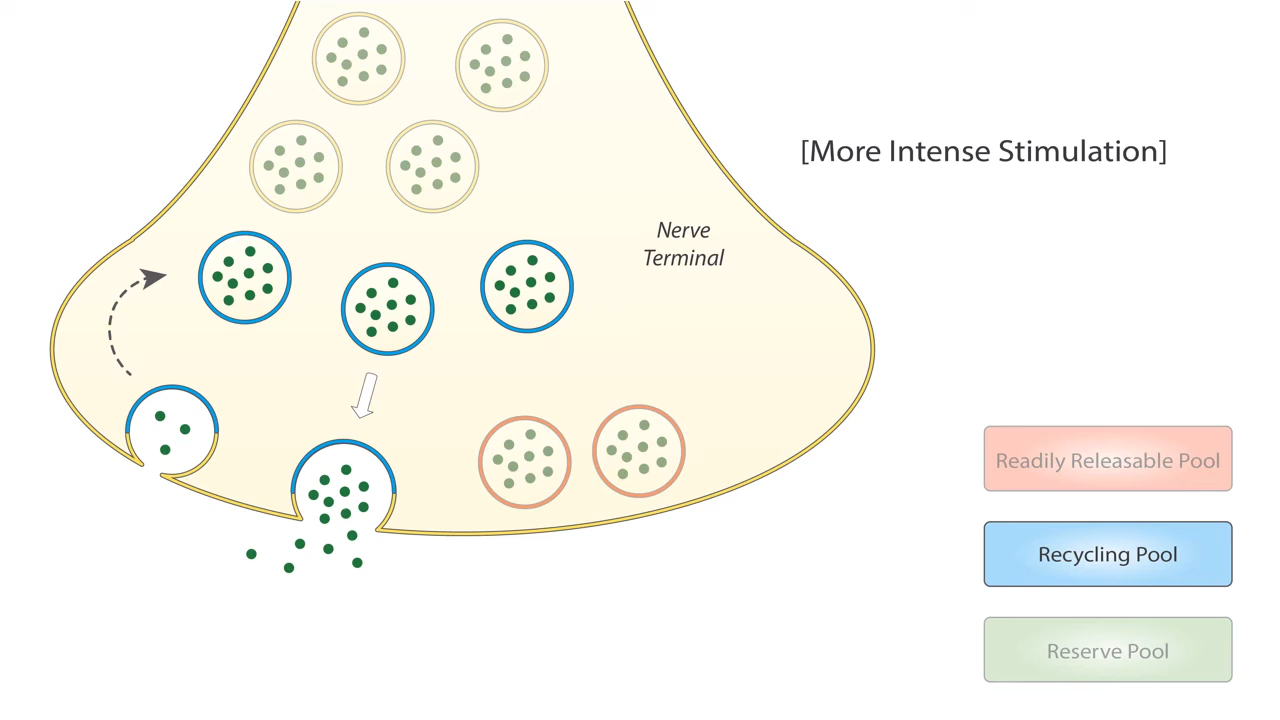 [More Intense Stimulation]
Nerve
Terminal
Readily Releasable Pool
Recycling Pool
Reserve Pool